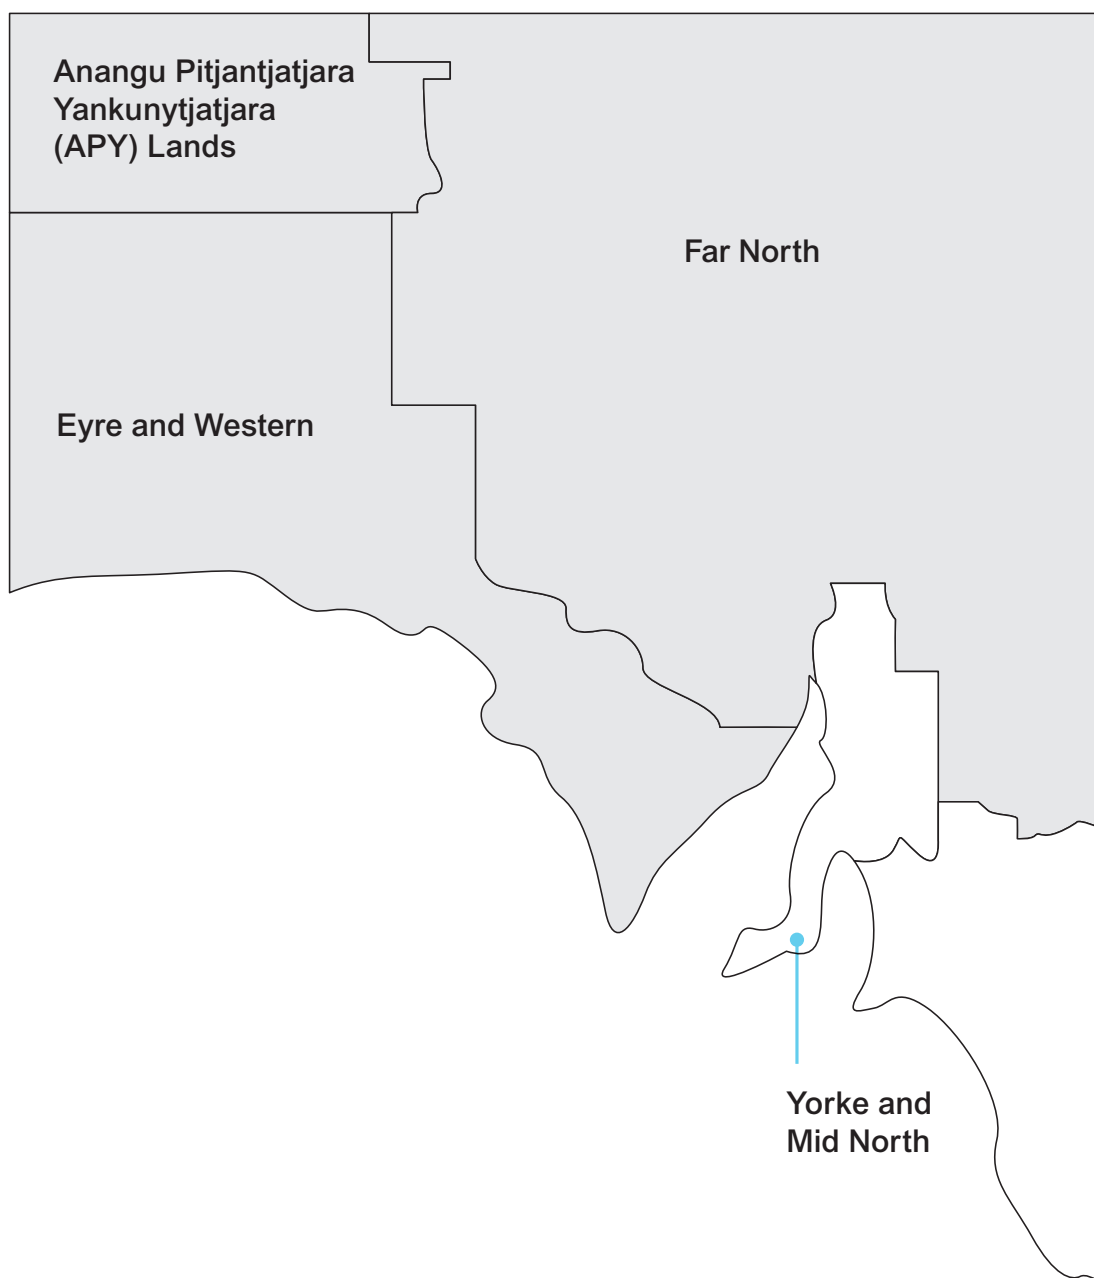 Anangu Pitjantjatjara
Yankunytjatjara
(APY) Lands
Far North
Eyre and Western
Yorke and
Mid North